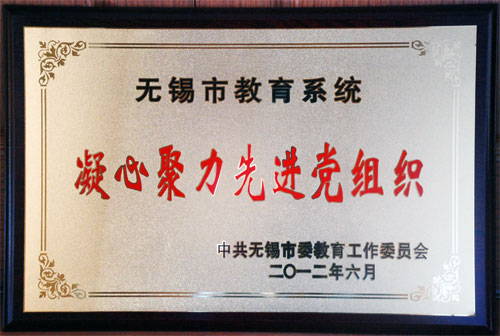 无锡市教育系统
凝心聚力先进党组织
中共无锡市委教育工作委员会
二〇一二年六月